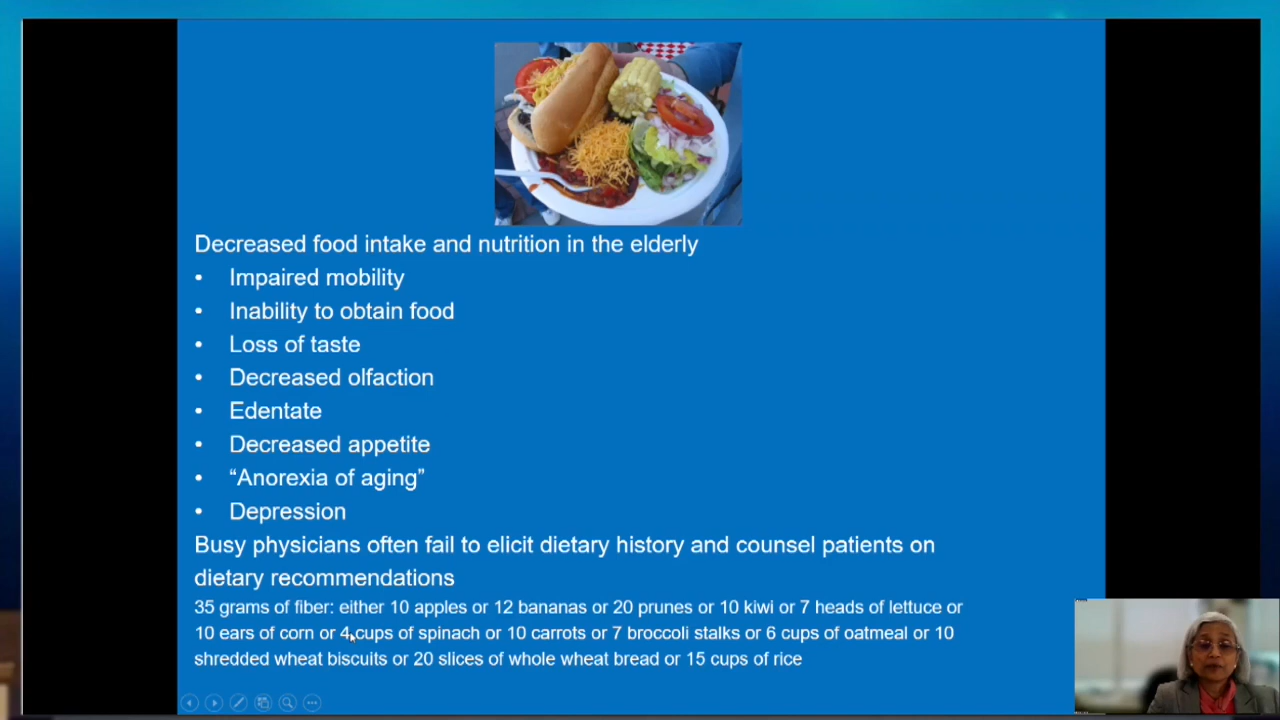 Decreased food intake and nutrition in the elderly
• Impaired mobility
• Inability to obtain food
• Loss of taste
• Decreased olfaction
• Edentate
• Decreased appetite
• “Anorexia of aging”
• Depression
Busy physicians often fail to elicit dietary history and counsel patients on
dietary recommendations
35 grams of fiber: either 10 apples or 12 bananas or 20 prunes or 10 kiwi or 7 heads of lettuce or
10 ears of corn or 4 cups of spinach or 10 carrots or 7 broccoli stalks or 6 cups of oatmeal or 10
shredded wheat biscuits or 20 slices of whole wheat bread or 15 cups of rice